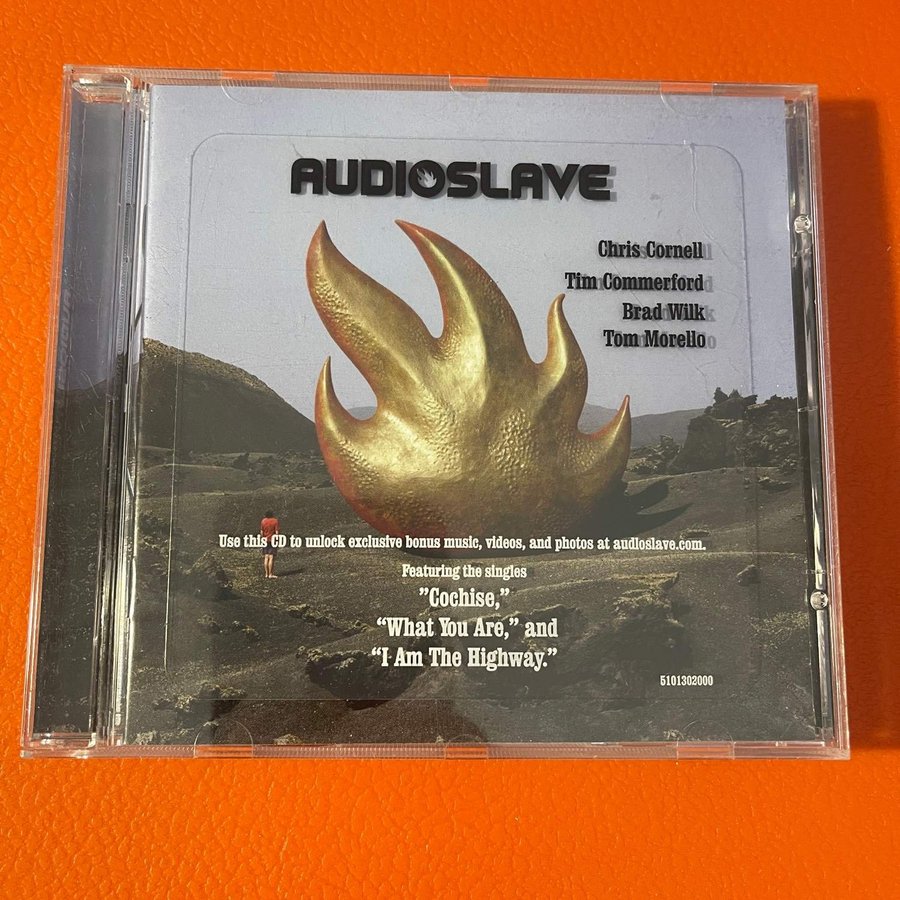 AUDIOSLAVE
Chris Cornell
Tim Commerford
Brad Wilk
Tom Morello
Use this CD to unlock exclusive bonus music, videos, and photos at audioslave.com.
Featuring the singles
”Cochise,”
“What You Are,” and
“I Am The Highway.”
5101302000